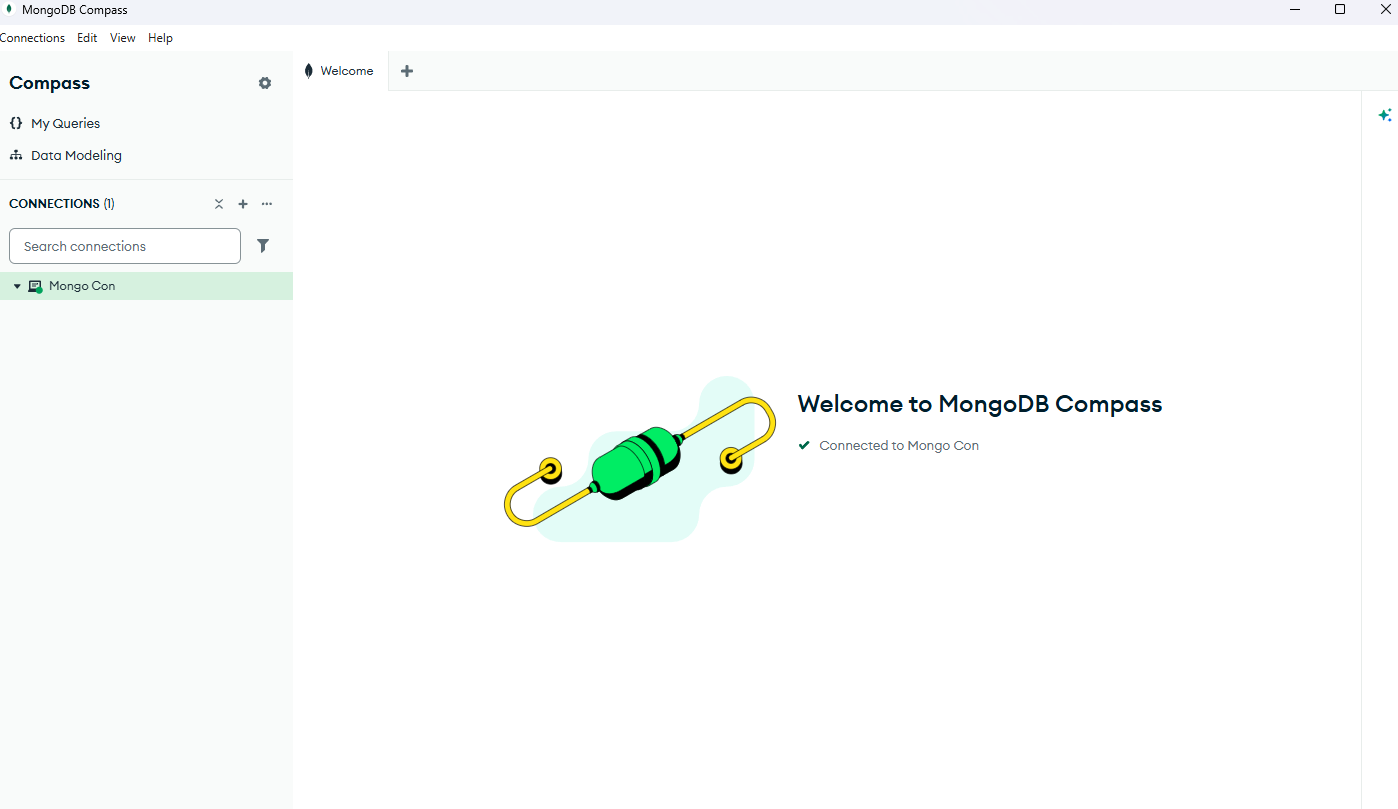 MongoDB Compass
Connections Edit View Help
Compass
My Queries
Data Modeling
CONNECTIONS (1)
Search connections
Mongo Con
Welcome
Welcome to MongoDB Compass
Connected to Mongo Con